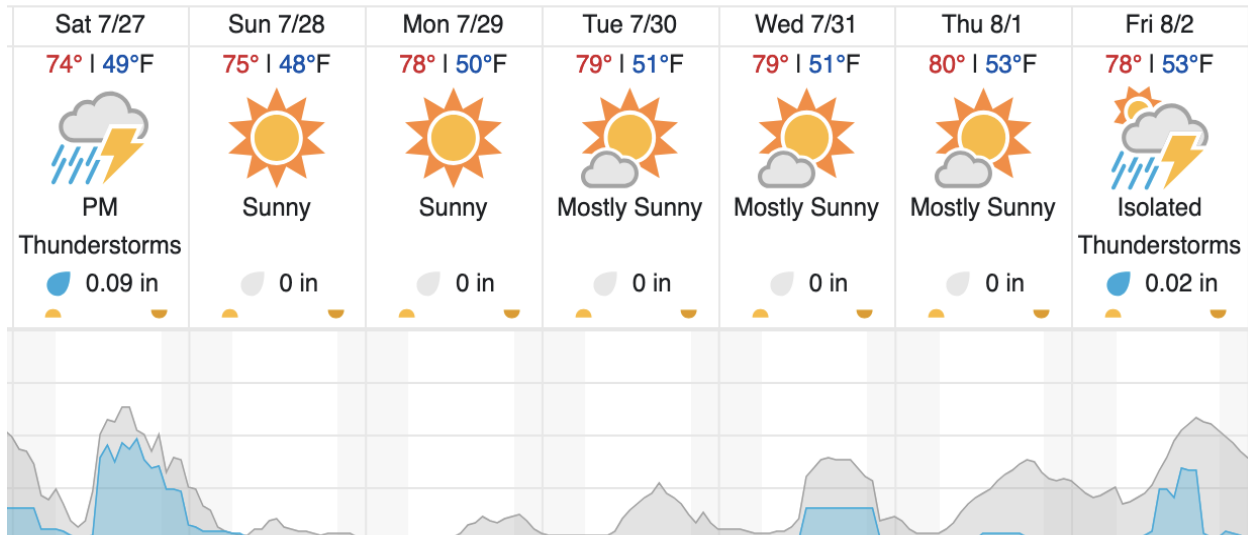 Sat 7/27 Sun 7/28 Mon 7/29 Tue 7/30 Wed 7/31 Thu 8/1 Fri 8/2
74° | 49°F 75° | 48°F 78° | 50°F 79° | 51°F 79° | 51°F 80° | 53°F 78° | 53°F
PM Sunny Sunny Mostly Sunny Mostly Sunny Mostly Sunny Isolated
Thunderstorms Thunderstorms
0.09 in 0 in 0 in 0 in 0 in 0 in 0.02 in